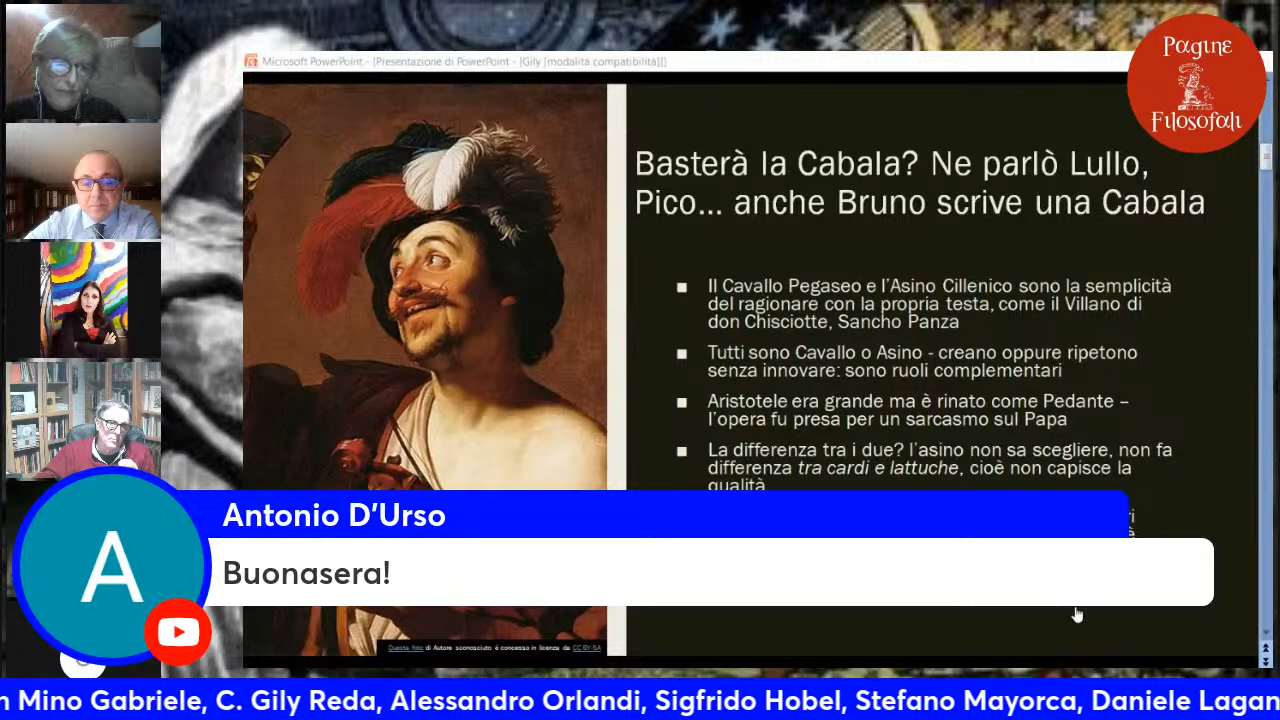 Microsoft PowerPoint - [Presentazione di PowerPoint - [Gily [modalità compatibilità]]]
Pagine
Filosofali
Basterà la Cabala? Ne parlò Lullo,
Pico... anche Bruno scrive una Cabala
Il Cavallo Pegaseo e l'Asino Cillenico sono la semplicità
del ragionare con la propria testa, come il Villano di
don Chisciotte, Sancho Panza
Tutti sono Cavallo o Asino - creano oppure ripetono
senza innovare: sono ruoli complementari
Aristotele era grande ma è rinato come Pedante –
l'opera fu presa per un sarcasmo sul Papa
La differenza tra i due? l'asino non sa scegliere, non fa
differenza tra cardi e lattuche, cioè non capisce la
qualità
A
Antonio D'Urso
Buonasera!
Questa foto di Autore sconosciuto è concesso in licenza da CC BY-SA
Mino Gabriele, C. Gily Reda, Alessandro Orlandi, Sigfrido Hobel, Stefano Mayorca, Daniele Lagan